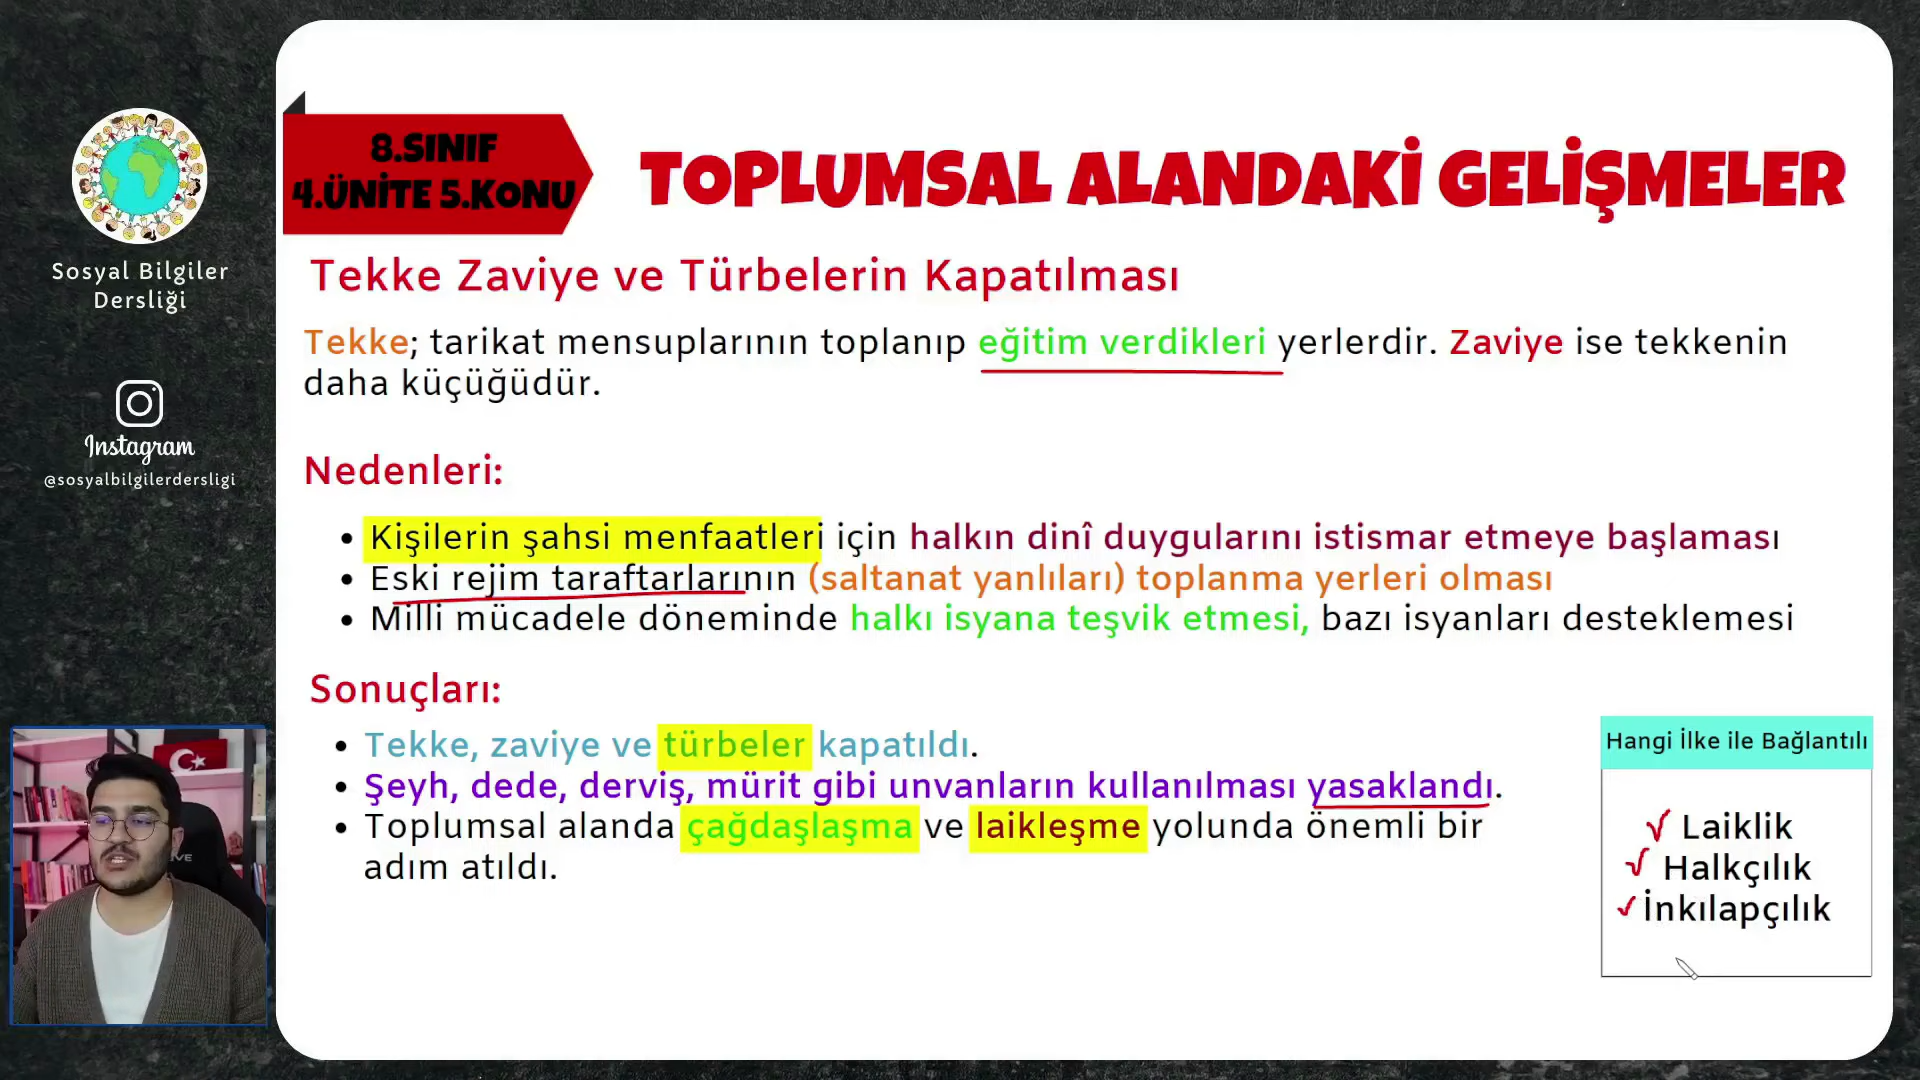 8.SINIF
4.ÜNİTE 5.KONU
TOPLUMSAL ALANDAKİ GELİŞMELER
Sosyal Bilgiler
Dersliği
Instagram
@sosyalbilgilerdersligi
Tekke Zaviye ve Türbelerin Kapatılması
Tekke; tarikat mensuplarının toplanıp eğitim verdikleri yerlerdir. Zaviye ise tekkenin
daha küçüğüdür.
Nedenleri:
• Kişilerin şahsi menfaatleri için halkın dinî duygularını istismar etmeye başlaması
• Eski rejim taraftarlarının (saltanat yanlıları) toplanma yerleri olması
• Milli mücadele döneminde halkı isyana teşvik etmesi, bazı isyanları desteklemesi
Sonuçları:
• Tekke, zaviye ve türbeler kapatıldı.
• Şeyh, dede, derviş, mürit gibi unvanların kullanılması yasaklandı.
• Toplumsal alanda çağdaşlaşma ve laikleşme yolunda önemli bir
adım atıldı.
Hangi İlke ile Bağlantılı
✓ Laiklik
✓ Halkçılık
✓ İnkılapçılık